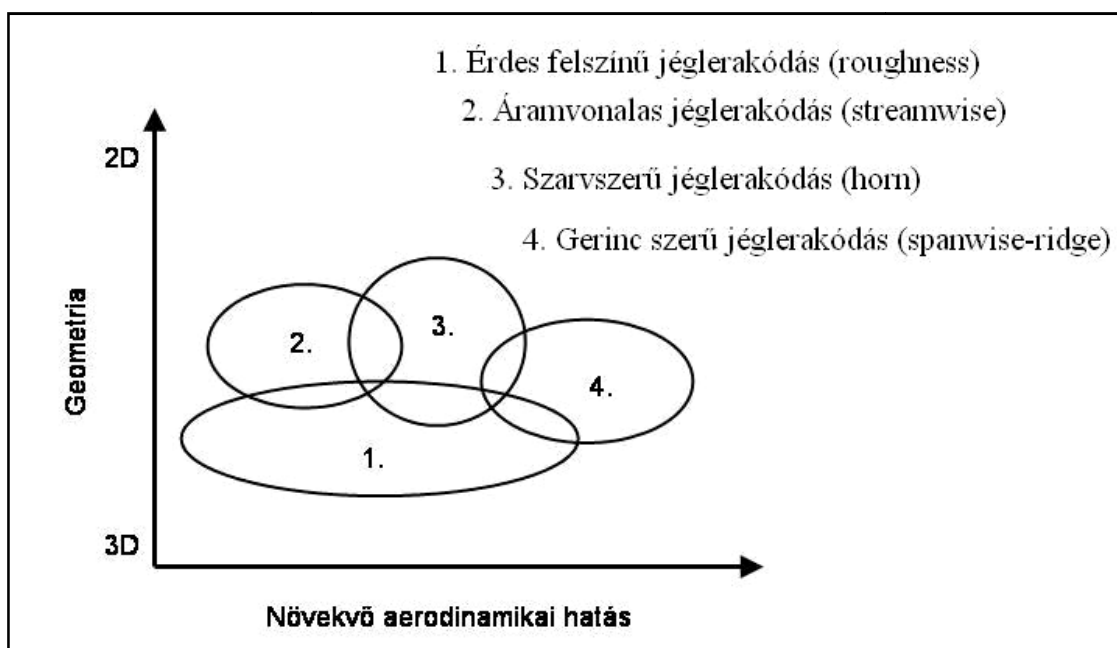 1. Érdes felszínű jéglerakódás (roughness)
2. Áramvonalas jéglerakódás (streamwise)
3. Szarvszerű jéglerakódás (horn)
4. Gerinc szerű jéglerakódás (spanwise-ridge)
2D
Geometria
3D
2.
3.
4.
1.
Növekvő aerodinamikai hatás